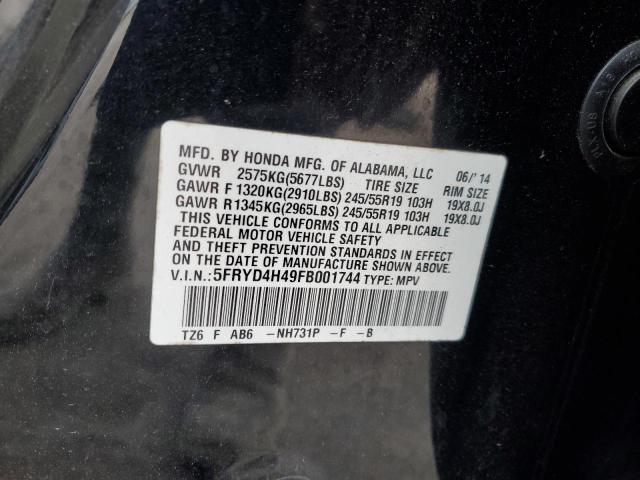 MFD. BY HONDA MFG. OF ALABAMA, LLC 06/'14
GVWR 2575KG(5677LBS) TIRE SIZE RIM SIZE
GAWR F 1320KG(2910LBS) 245/55R19 103H 19X8.0J
GAWR R1345KG(2965LBS) 245/55R19 103H 19X8.0J
THIS VEHICLE CONFORMS TO ALL APPLICABLE
FEDERAL MOTOR VEHICLE SAFETY
AND THEFT PREVENTION STANDARDS IN EFFECT
ON THE DATE OF MANUFACTURE SHOWN ABOVE.
V.I.N.:5FRYD4H49FB001744 TYPE: MPV
TZ6 F AB6 -NH731P -F -B